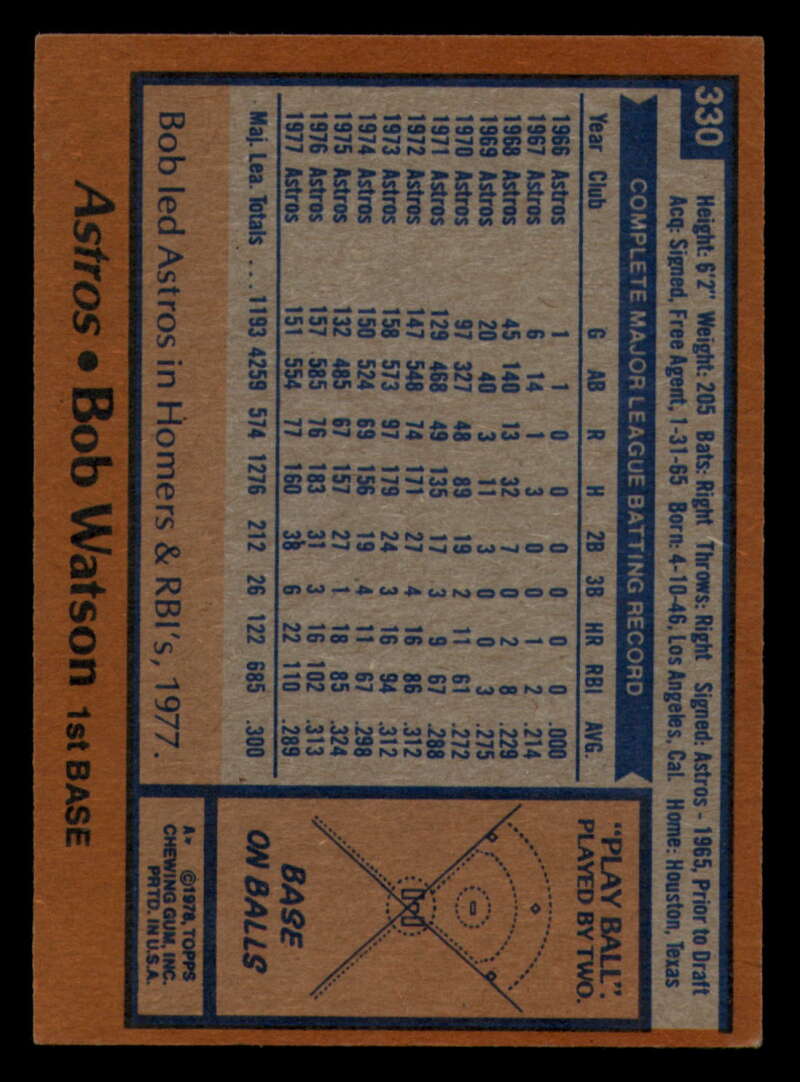 330
Height: 6'2" Weight: 205 Bats: Right Throws: Right Signed: Astros - 1965, Prior to Draft
Acq: Signed, Free Agent, 1-31-65 Born: 4-10-46, Los Angeles, Cal. Home: Houston, Texas
COMPLETE MAJOR LEAGUE BATTING RECORD
Year Club G AB R H 2B 3B HR RBI AVG.
1966 Astros 1 1 0 0 0 0 0 0 .000
1967 Astros 6 14 1 3 0 0 1 2 .214
1968 Astros 45 140 13 32 7 0 2 8 .229
1969 Astros 20 40 3 11 3 0 0 3 .275
1970 Astros 97 327 48 89 19 2 11 61 .272
1971 Astros 129 468 49 135 17 3 9 67 .288
1972 Astros 147 548 74 171 27 4 16 86 .312
1973 Astros 158 573 97 179 24 3 16 94 .312
1974 Astros 150 524 69 156 19 4 11 67 .298
1975 Astros 132 485 67 157 27 1 18 85 .324
1976 Astros 157 585 76 183 31 3 16 102 .313
1977 Astros 151 554 77 160 38 6 22 110 .289
Maj. Lea. Totals ... 1193 4259 574 1276 212 26 122 685 .300
Bob led Astros in Homers & RBI's, 1977.
"PLAY BALL"
PLAYED BY TWO.
BASE
ON BALLS
A* ©1978, TOPPS
CHEWING GUM, INC.
PRTD. IN U.S.A.
Astros • Bob Watson 1st BASE